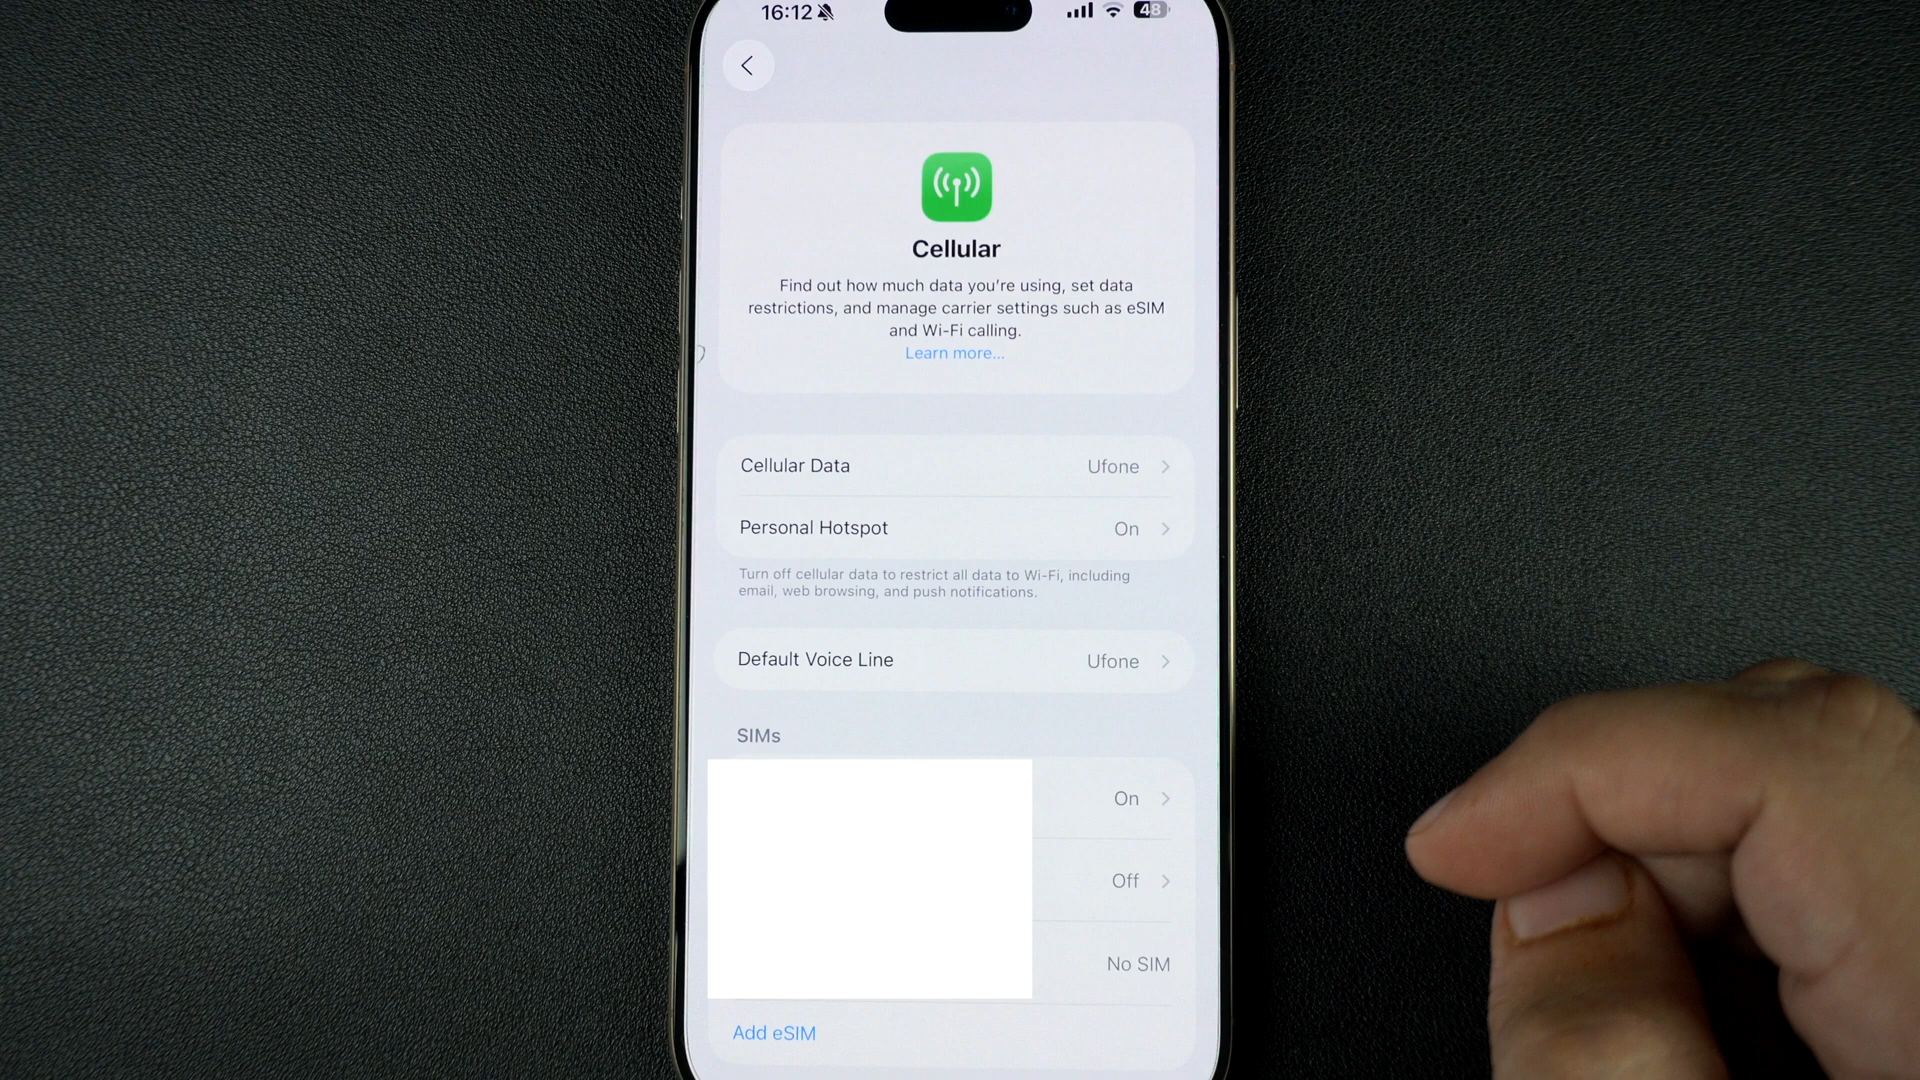 16:12
48
Cellular
Find out how much data you're using, set data
restrictions, and manage carrier settings such as eSIM
and Wi-Fi calling.
Learn more...
Cellular Data Ufone
Personal Hotspot On
Turn off cellular data to restrict all data to Wi-Fi, including
email, web browsing, and push notifications.
Default Voice Line Ufone
SIMs
On
Off
No SIM
Add eSIM